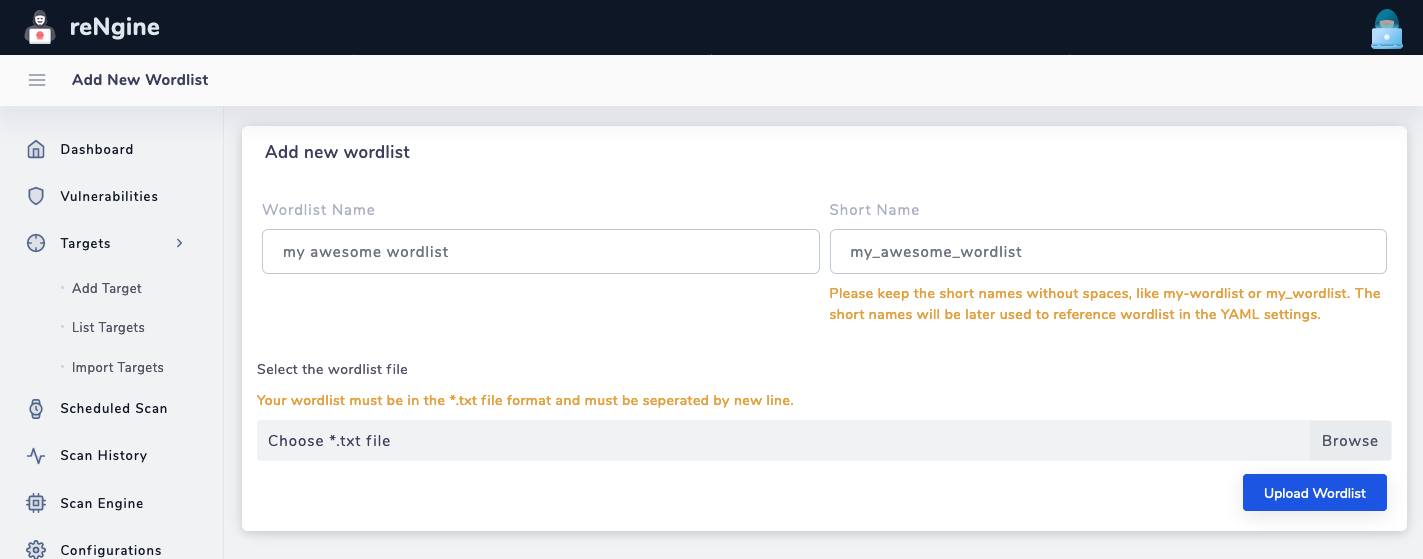 reNgine
Add New Wordlist
Dashboard
Vulnerabilities
Targets
Add Target
List Targets
Import Targets
Scheduled Scan
Scan History
Scan Engine
Configurations
Add new wordlist
Wordlist Name
my awesome wordlist
Short Name
my_awesome_wordlist
Please keep the short names without spaces, like my-wordlist or my_wordlist. The
short names will be later used to reference wordlist in the YAML settings.
Select the wordlist file
Your wordlist must be in the *.txt file format and must be seperated by new line.
Choose *.txt file
Browse
Upload Wordlist